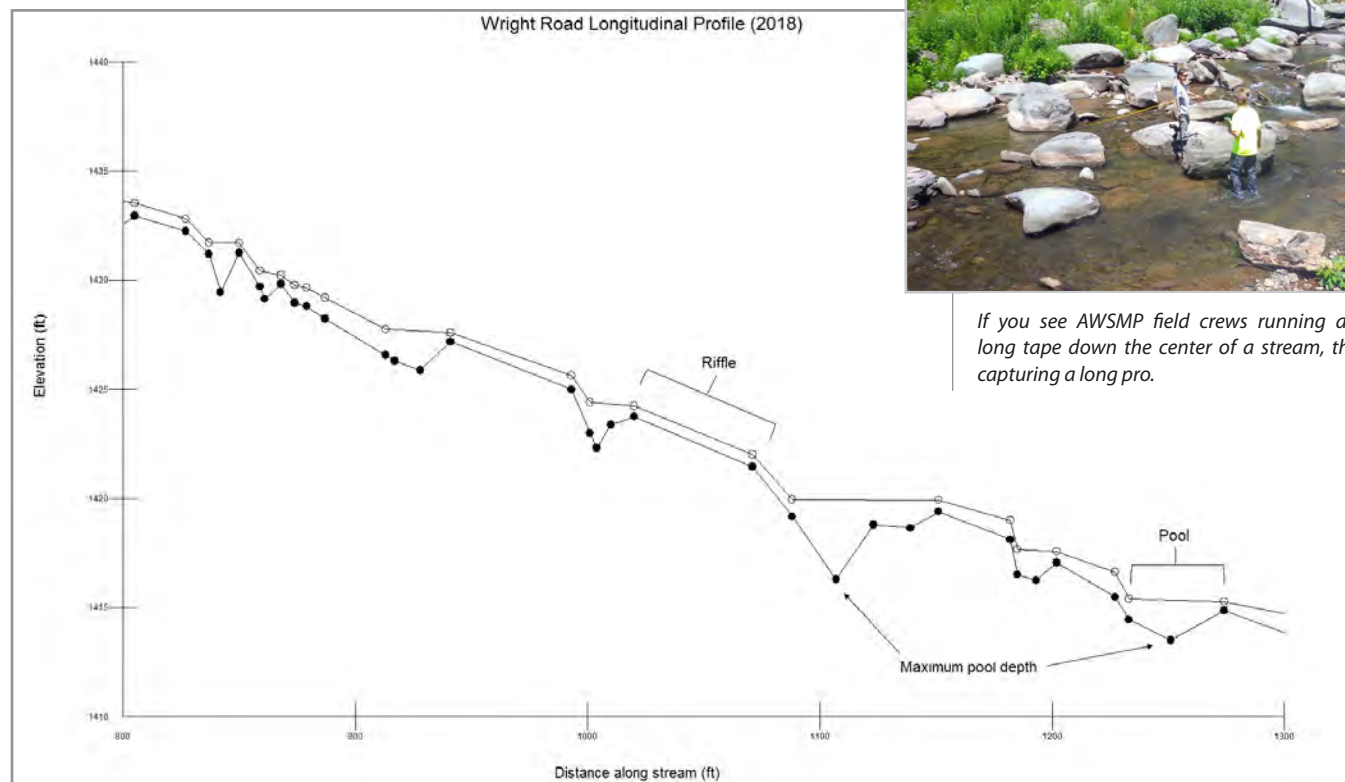 Wright Road Longitudinal Profile (2018)
1440
1435
1430
1425
1420
1415
1410
Elevation (ft)
Riffle
Pool
Maximum pool depth
800
900
1000
1100
1200
1300
Distance along stream (ft)
If you see AWSMP field crews running a
long tape down the center of a stream, th
capturing a long pro.